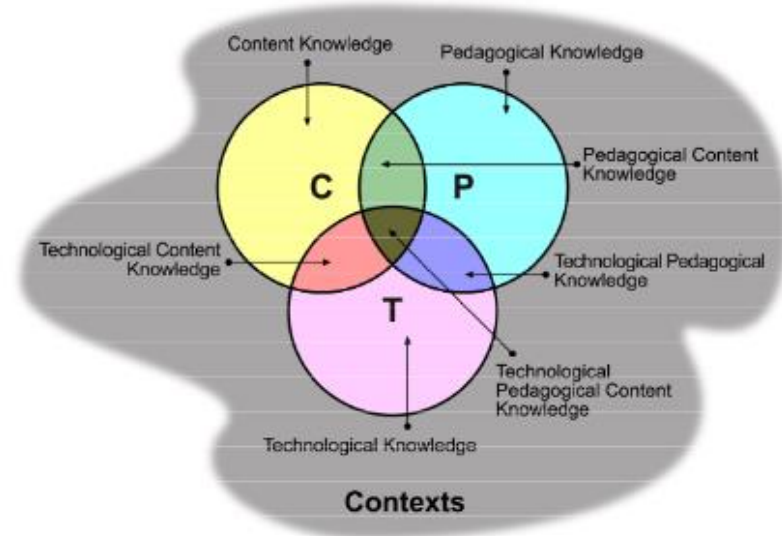 Content Knowledge
Pedagogical Knowledge
Pedagogical Content
Knowledge
C
P
Technological Content
Knowledge
Technological Pedagogical
Knowledge
T
Technological
Pedagogical Content
Knowledge
Technological Knowledge
Contexts